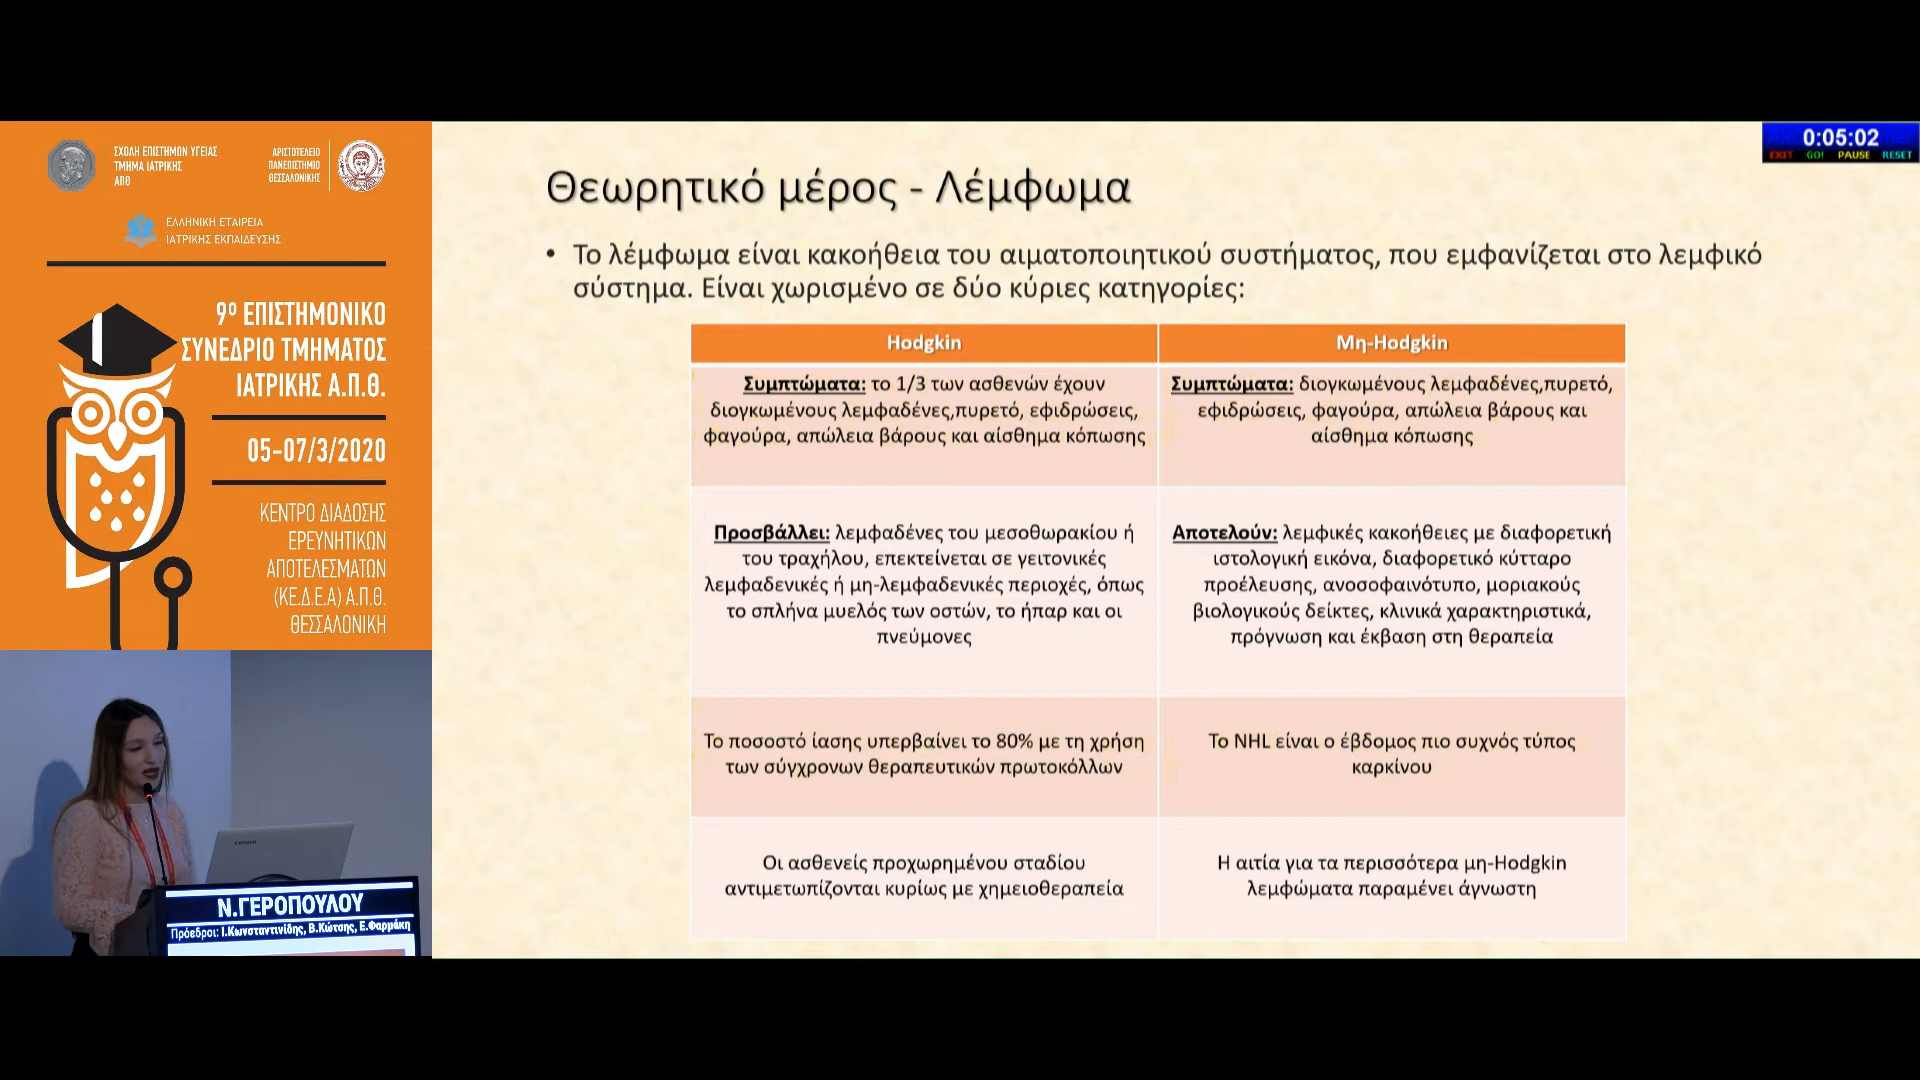 ΣΧΟΛΗ ΕΠΙΣΤΗΜΩΝ ΥΓΕΙΑΣ
ΤΜΗΜΑ ΙΑΤΡΙΚΗΣ
ΑΠΘ
ΑΡΙΣΤΟΤΕΛΕΙΟ
ΠΑΝΕΠΙΣΤΗΜΙΟ
ΘΕΣΣΑΛΟΝΙΚΗΣ
ΕΛΛΗΝΙΚΗ ΕΤΑΙΡΕΙΑ
ΙΑΤΡΙΚΗΣ ΕΚΠΑΙΔΕΥΣΗΣ
9º ΕΠΙΣΤΗΜΟΝΙΚΟ
ΣΥΝΕΔΡΙΟ ΤΜΗΜΑΤΟΣ
ΙΑΤΡΙΚΗΣ Α.Π.Θ.
05-07/3/2020
ΚΕΝΤΡΟ ΔΙΑΔΟΣΗΣ
ΕΡΕΥΝΗΤΙΚΩΝ
ΑΠΟΤΕΛΕΣΜΑΤΩΝ
(ΚΕ.Δ.Ε.Α) Α.Π.Θ.
ΘΕΣΣΑΛΟΝΙΚΗ
Lenovo
Ν.ΓΕΡΟΠΟΥΛΟΥ
Πρόεδροι: Ι.Κωνσταντινίδης, Β.Κώτσης, Ε.Φαρμάκη
0:05:02
EXIT GO! PAUSE RESET
Θεωρητικό μέρος - Λέμφωμα
• Το λέμφωμα είναι κακοήθεια του αιματοποιητικού συστήματος, που εμφανίζεται στο λεμφικό
σύστημα. Είναι χωρισμένο σε δύο κύριες κατηγορίες:
Hodgkin
Μη-Hodgkin
Συμπτώματα: το 1/3 των ασθενών έχουν
διογκωμένους λεμφαδένες,πυρετό, εφιδρώσεις,
φαγούρα, απώλεια βάρους και αίσθημα κόπωσης
Συμπτώματα: διογκωμένους λεμφαδένες,πυρετό,
εφιδρώσεις, φαγούρα, απώλεια βάρους και
αίσθημα κόπωσης
Προσβάλλει: λεμφαδένες του μεσοθωρακίου ή
του τραχήλου, επεκτείνεται σε γειτονικές
λεμφαδενικές ή μη-λεμφαδενικές περιοχές, όπως
το σπλήνα μυελός των οστών, το ήπαρ και οι
πνεύμονες
Αποτελούν: λεμφικές κακοήθειες με διαφορετική
ιστολογική εικόνα, διαφορετικό κύτταρο
προέλευσης, ανοσοφαινότυπο, μοριακούς
βιολογικούς δείκτες, κλινικά χαρακτηριστικά,
πρόγνωση και έκβαση στη θεραπεία
Το ποσοστό ίασης υπερβαίνει το 80% με τη χρήση
των σύγχρονων θεραπευτικών πρωτοκόλλων
Το NHL είναι ο έβδομος πιο συχνός τύπος
καρκίνου
Οι ασθενείς προχωρημένου σταδίου
αντιμετωπίζονται κυρίως με χημειοθεραπεία
Η αιτία για τα περισσότερα μη-Hodgkin
λεμφώματα παραμένει άγνωστη